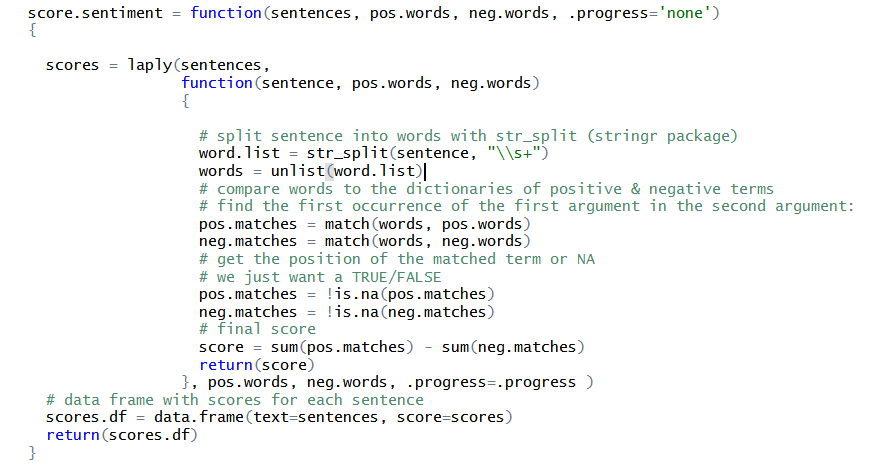 score.sentiment = function(sentences, pos.words, neg.words, .progress='none')
{
scores = laply(sentences,
function(sentence, pos.words, neg.words)
{
# split sentence into words with str_split (stringr package)
word.list = str_split(sentence, "\\s+")
words = unlist(word.list)
# compare words to the dictionaries of positive & negative terms
# find the first occurrence of the first argument in the second argument:
pos.matches = match(words, pos.words)
neg.matches = match(words, neg.words)
# get the position of the matched term or NA
# we just want a TRUE/FALSE
pos.matches = !is.na(pos.matches)
neg.matches = !is.na(neg.matches)
# final score
score = sum(pos.matches) - sum(neg.matches)
return(score)
}, pos.words, neg.words, .progress=.progress )
# data frame with scores for each sentence
scores.df = data.frame(text=sentences, score=scores)
return(scores.df)
}